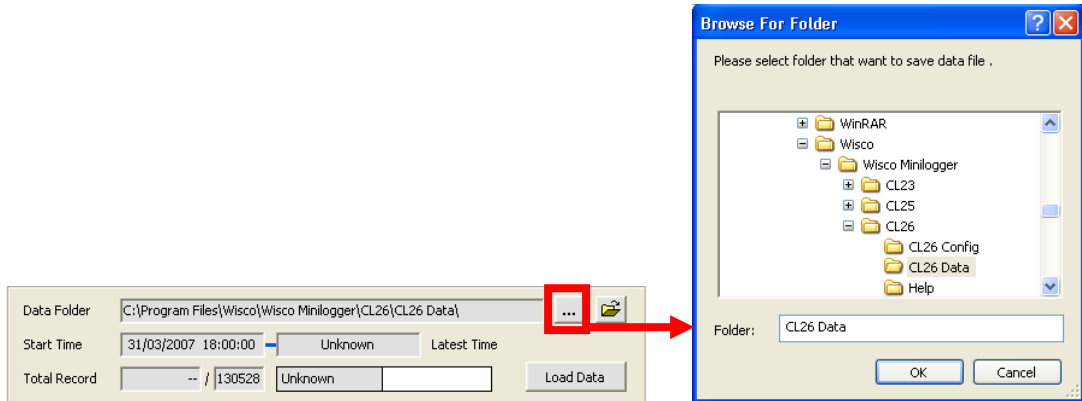 Browse For Folder
Please select folder that want to save data file .
WinRAR
Wisco
Wisco Minilogger
CL23
CL25
CL26
CL26 Config
CL26 Data
Help
Folder: CL26 Data
OK Cancel
Data Folder C:\Program Files\Wisco\Wisco Minilogger\CL26\CL26 Data\ ...
Start Time 31/03/2007 18:00:00 Unknown Latest Time
Total Record -- / 130528 Unknown Load Data